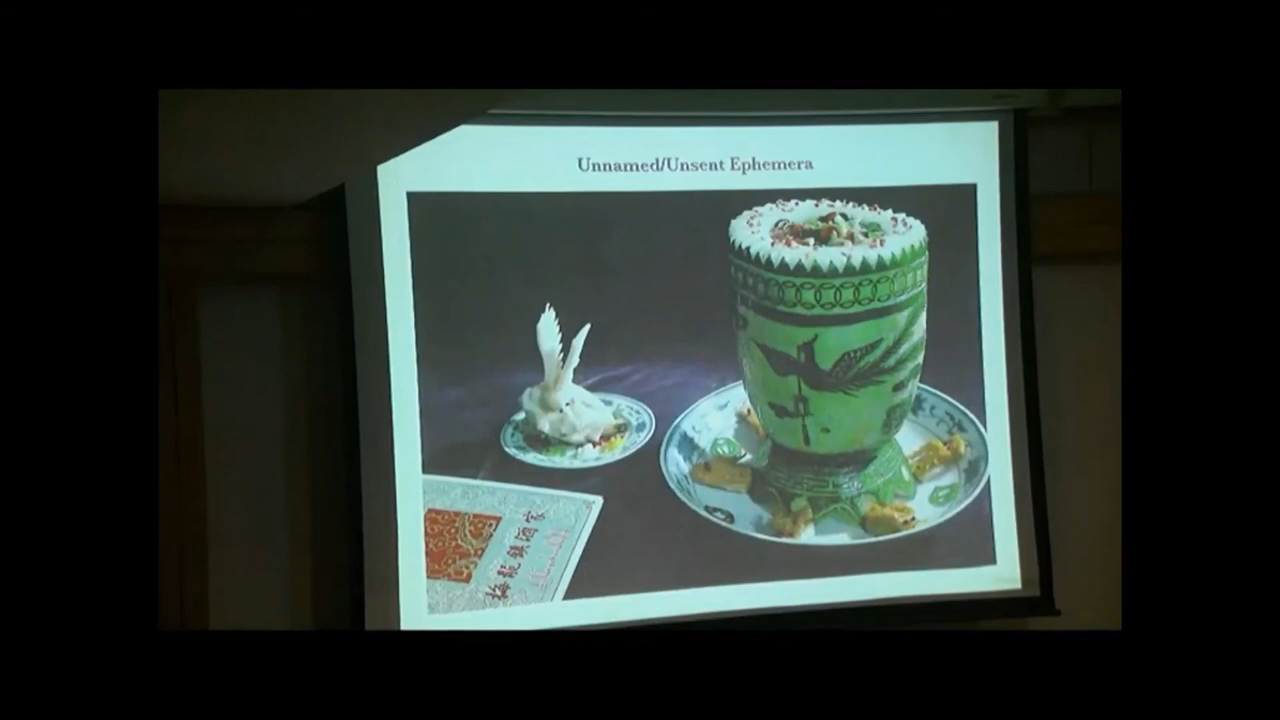 Unnamed/Unsent Ephemera
梅龍鎮酒家